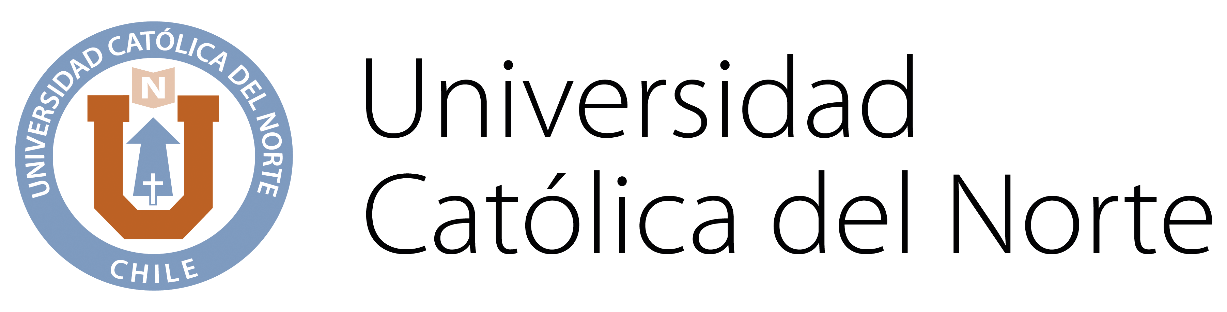 UNIVERSIDAD CATÓLICA DEL NORTE
N
U
CHILE
Universidad
Católica del Norte